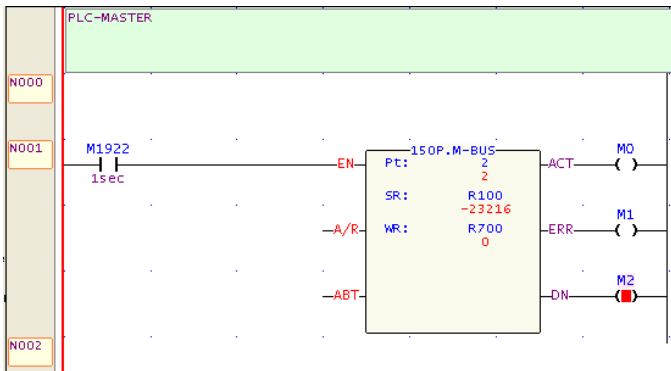 PLC-MASTER
N000
N001
M1922
1sec
150P.M-BUS
EN
Pt: 2
2
ACT
M0
SR: R100
-23216
A/R
WR: R700
0
ERR
M1
ABT
DN
M2
N002